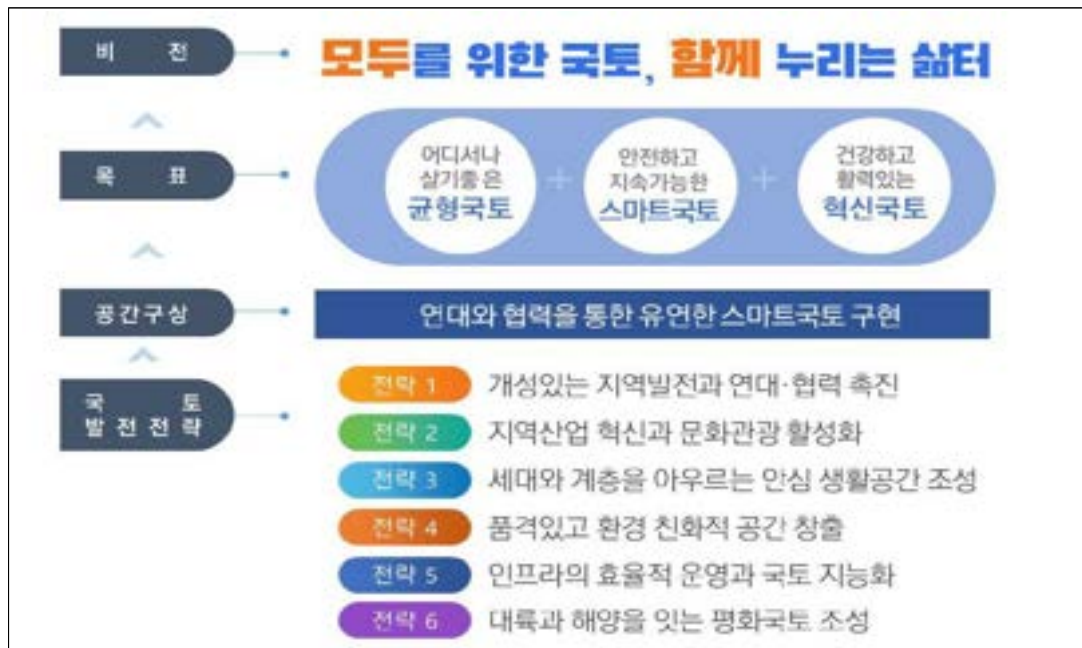 비 전
모두를 위한 국토, 함께 누리는 삶터
목 표
어디서나
살기좋은
균형국토
+
안전하고
지속가능한
스마트국토
+
건강하고
활력있는
혁신국토
공간구상
연대와 협력을 통한 유연한 스마트국토 구현
국 토
발전전략
전략 1 개성있는 지역발전과 연대·협력 촉진
전략 2 지역산업 혁신과 문화관광 활성화
전략 3 세대와 계층을 아우르는 안심 생활공간 조성
전략 4 품격있고 환경 친화적 공간 창출
전략 5 인프라의 효율적 운영과 국토 지능화
전략 6 대륙과 해양을 잇는 평화국토 조성